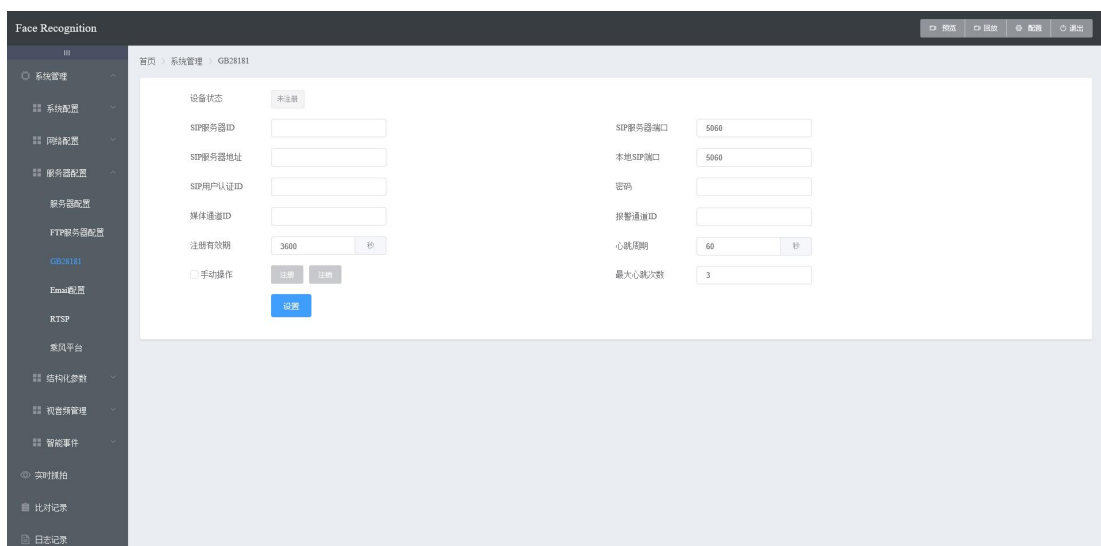 Face Recognition
预览 回放 配置 退出
系统管理
系统配置
网络配置
服务器配置
服务器配置
FTP服务器配置
GB28181
Email配置
RTSP
乘风平台
结构化参数
视音频管理
智能事件
实时抓拍
比对记录
日志记录
首页 > 系统管理 > GB28181
设备状态 未注册
SIP服务器ID
SIP服务器端口 5060
SIP服务器地址
本地SIP端口 5060
SIP用户认证ID
密码
媒体通道ID
报警通道ID
注册有效期 3600 秒
心跳周期 60 秒
手动操作 注册 注销
最大心跳次数 3
设置